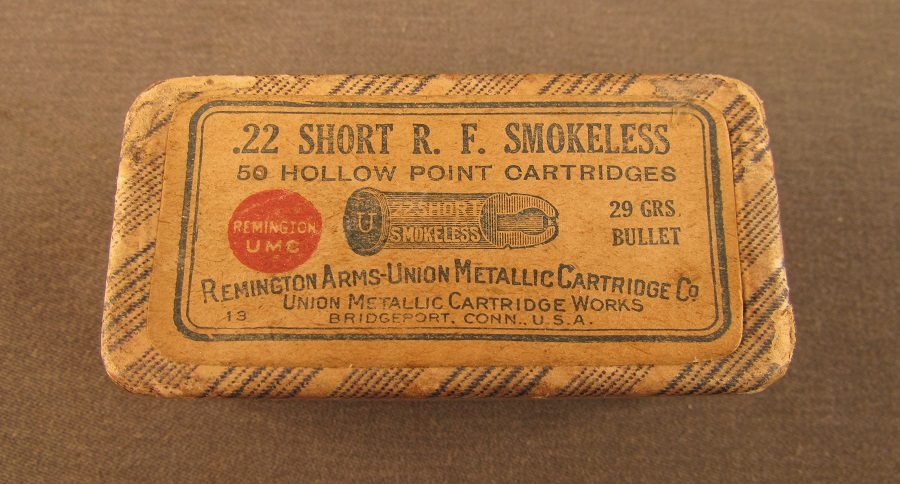 .22 SHORT R. F. SMOKELESS
50 HOLLOW POINT CARTRIDGES
REMINGTON
UMC
U
22 SHORT
SMOKELESS
29 GRS.
BULLET
REMINGTON ARMS-UNION METALLIC CARTRIDGE CO
UNION METALLIC CARTRIDGE WORKS
13
BRIDGEPORT, CONN., U.S.A.